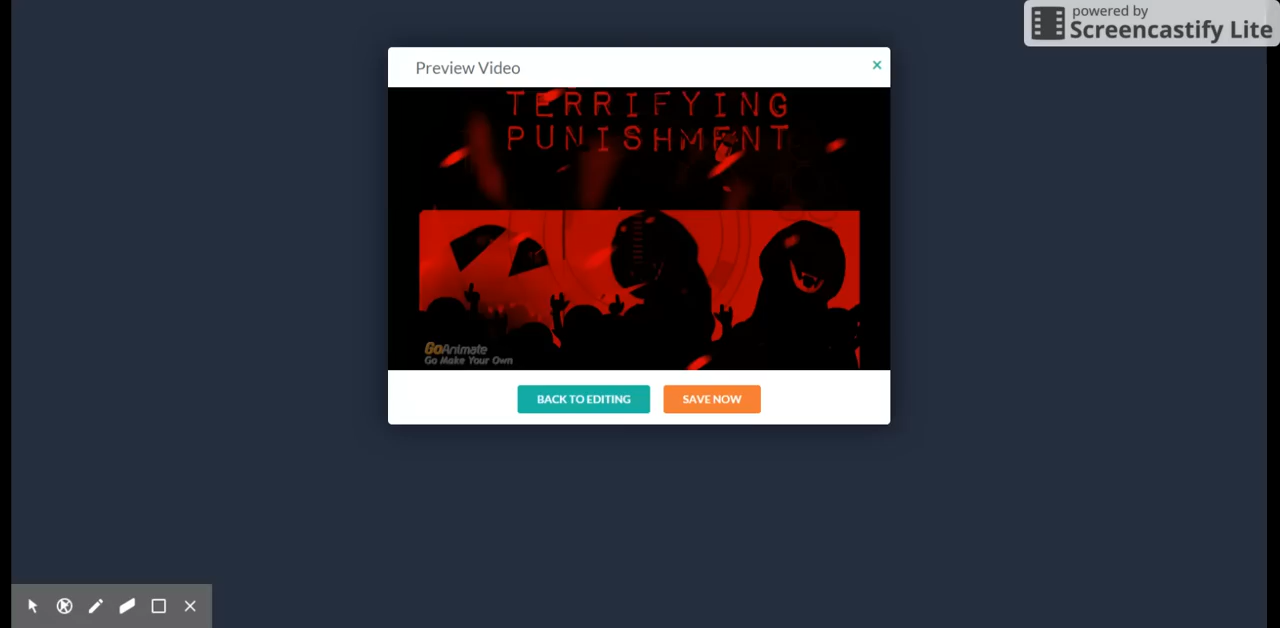 powered by
Screencastify Lite
Preview Video
TERRIFYING
PUNISHMENT
GoAnimate
Go Make Your Own
BACK TO EDITING
SAVE NOW